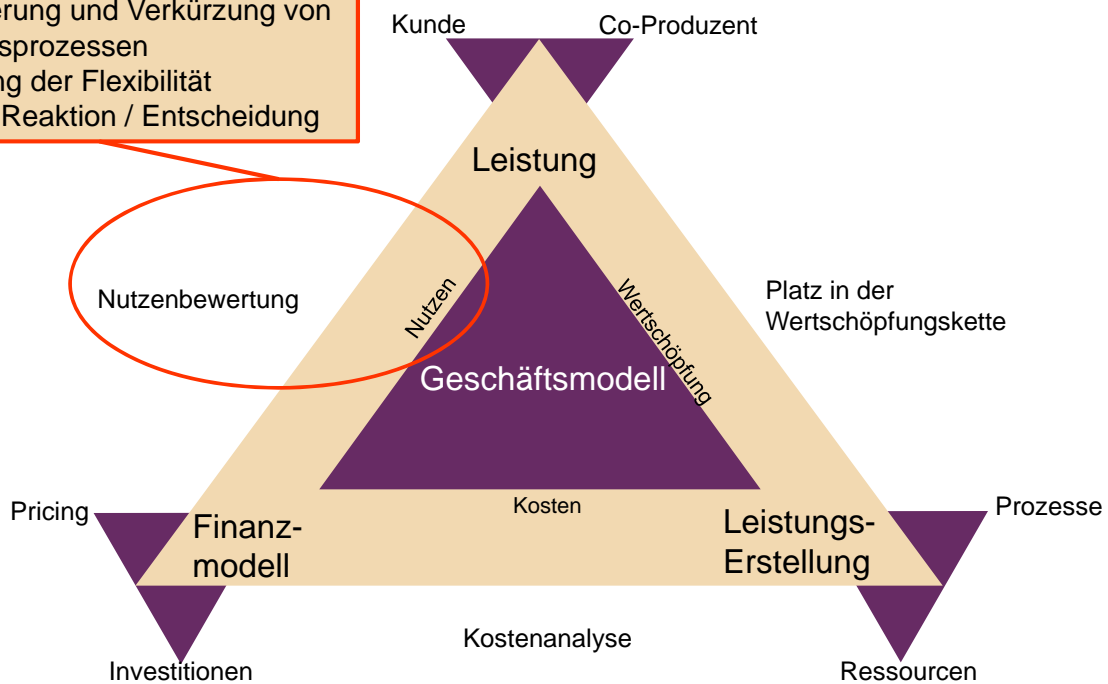 erung und Verkürzung von
sprozessen
ng der Flexibilität
Reaktion / Entscheidung
Kunde
Co-Produzent
Leistung
Nutzenbewertung
Nutzen
Wertschöpfung
Platz in der
Wertschöpfungskette
Geschäftsmodell
Pricing
Finanz-
modell
Kosten
Leistungs-
Erstellung
Prozesse
Kostenanalyse
Investitionen
Ressourcen